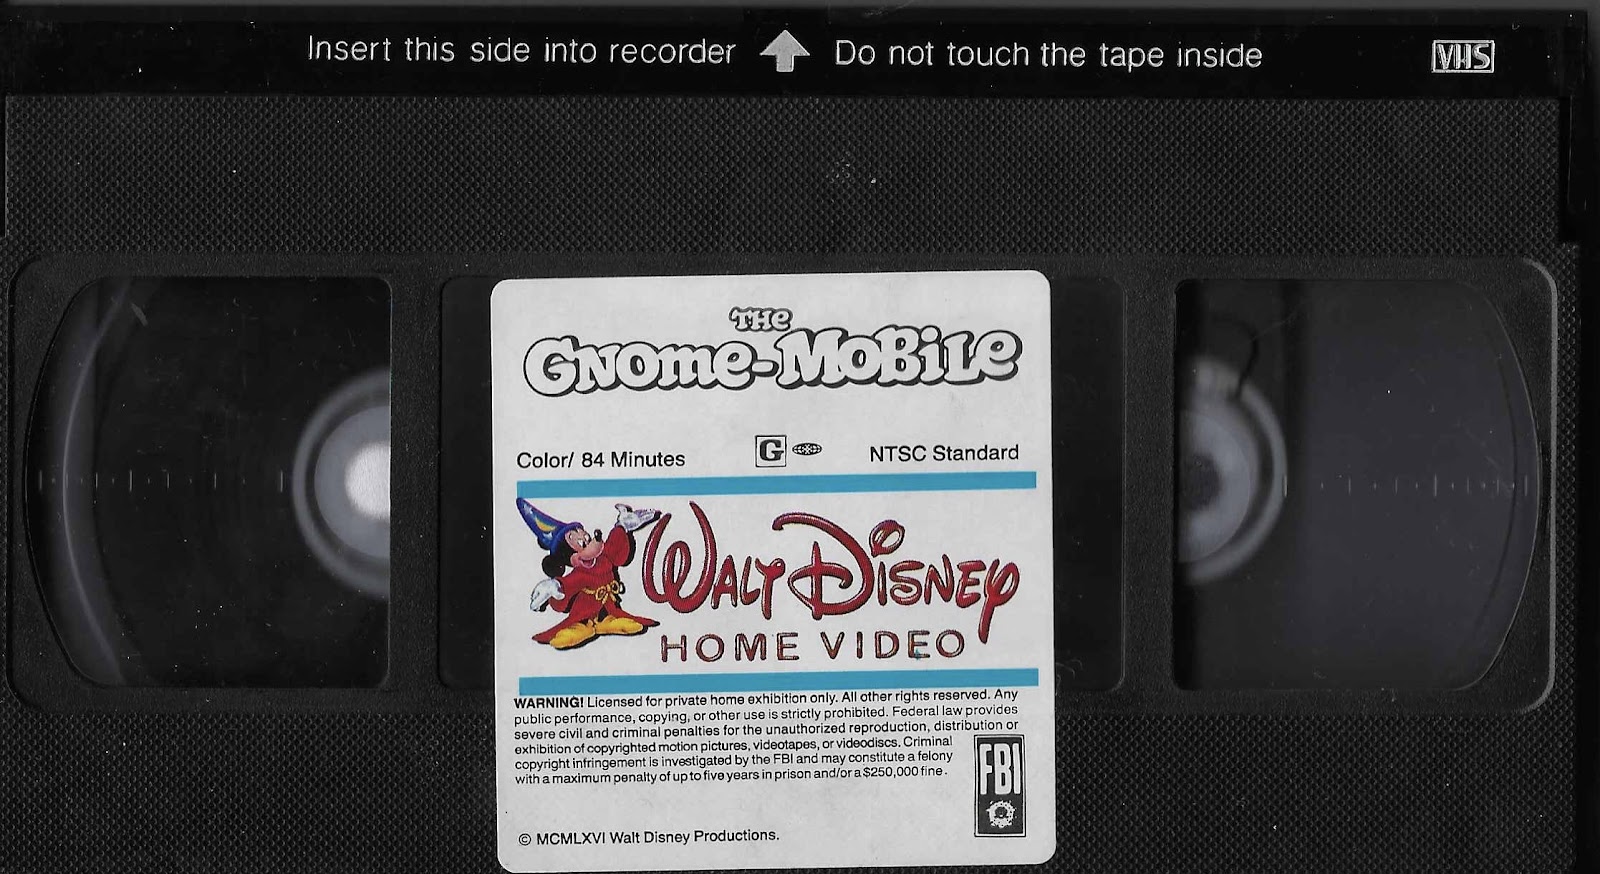 Insert this side into recorder Do not touch the tape inside VHS
THE
GNOME-MOBILE
Color/ 84 Minutes G NTSC Standard
WALT DISNEY
HOME VIDEO
WARNING! Licensed for private home exhibition only. All other rights reserved. Any
public performance, copying, or other use is strictly prohibited. Federal law provides
severe civil and criminal penalties for the unauthorized reproduction, distribution or
exhibition of copyrighted motion pictures, videotapes, or videodiscs. Criminal
copyright infringement is investigated by the FBI and may constitute a felony
with a maximum penalty of up to five years in prison and/or a $250,000 fine.
FBI
© MCMLXVI Walt Disney Productions.